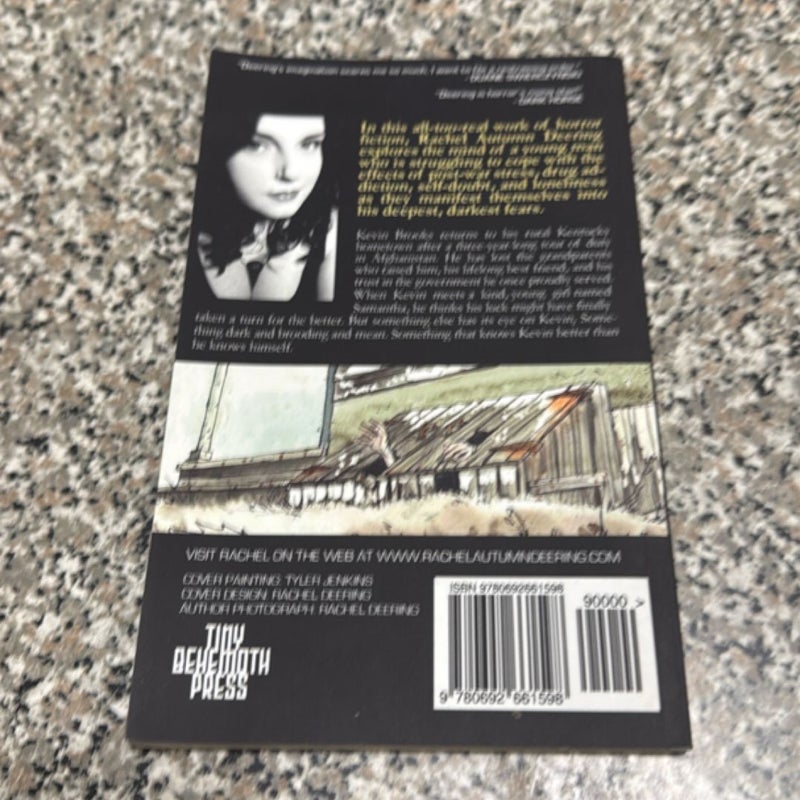 "Deering's imagination scares me so much, I want to file a restraining order."
"Deering is horror's
In this all-too-real work of horror
fiction, Rachel Autumn Deering
explores the mind of a young man
who is struggling to cope with the
effects of post-war stress, drug ad-
diction, self-doubt, and loneliness
as they manifest themselves into
his deepest, darkest fears.
Kevin Brooks returns to his rural Kentucky
hometown after a three-year long tour of duty
in Afghanistan. He has lost the grandparents
who raised him, his lifelong best friend, and his
trust in the government he once proudly served.
When Kevin meets a kind, young girl named
Samantha, he thinks his luck might have finally
taken a turn for the better. But something else has its eye on Kevin. Some-
thing dark and brooding and mean. Something that knows Kevin better than
he knows himself.
VISIT RACHEL ON THE WEB AT WWW.RACHELAUTUMNDEERING.COM
COVER PAINTING: TYLER JENKINS
COVER DESIGN: RACHEL DEERING
AUTHOR PHOTOGRAPH: RACHEL DEERING
TINY
BEHEMOTH
PRESS
ISBN 9780692661598
90000 >
9 780692 661598